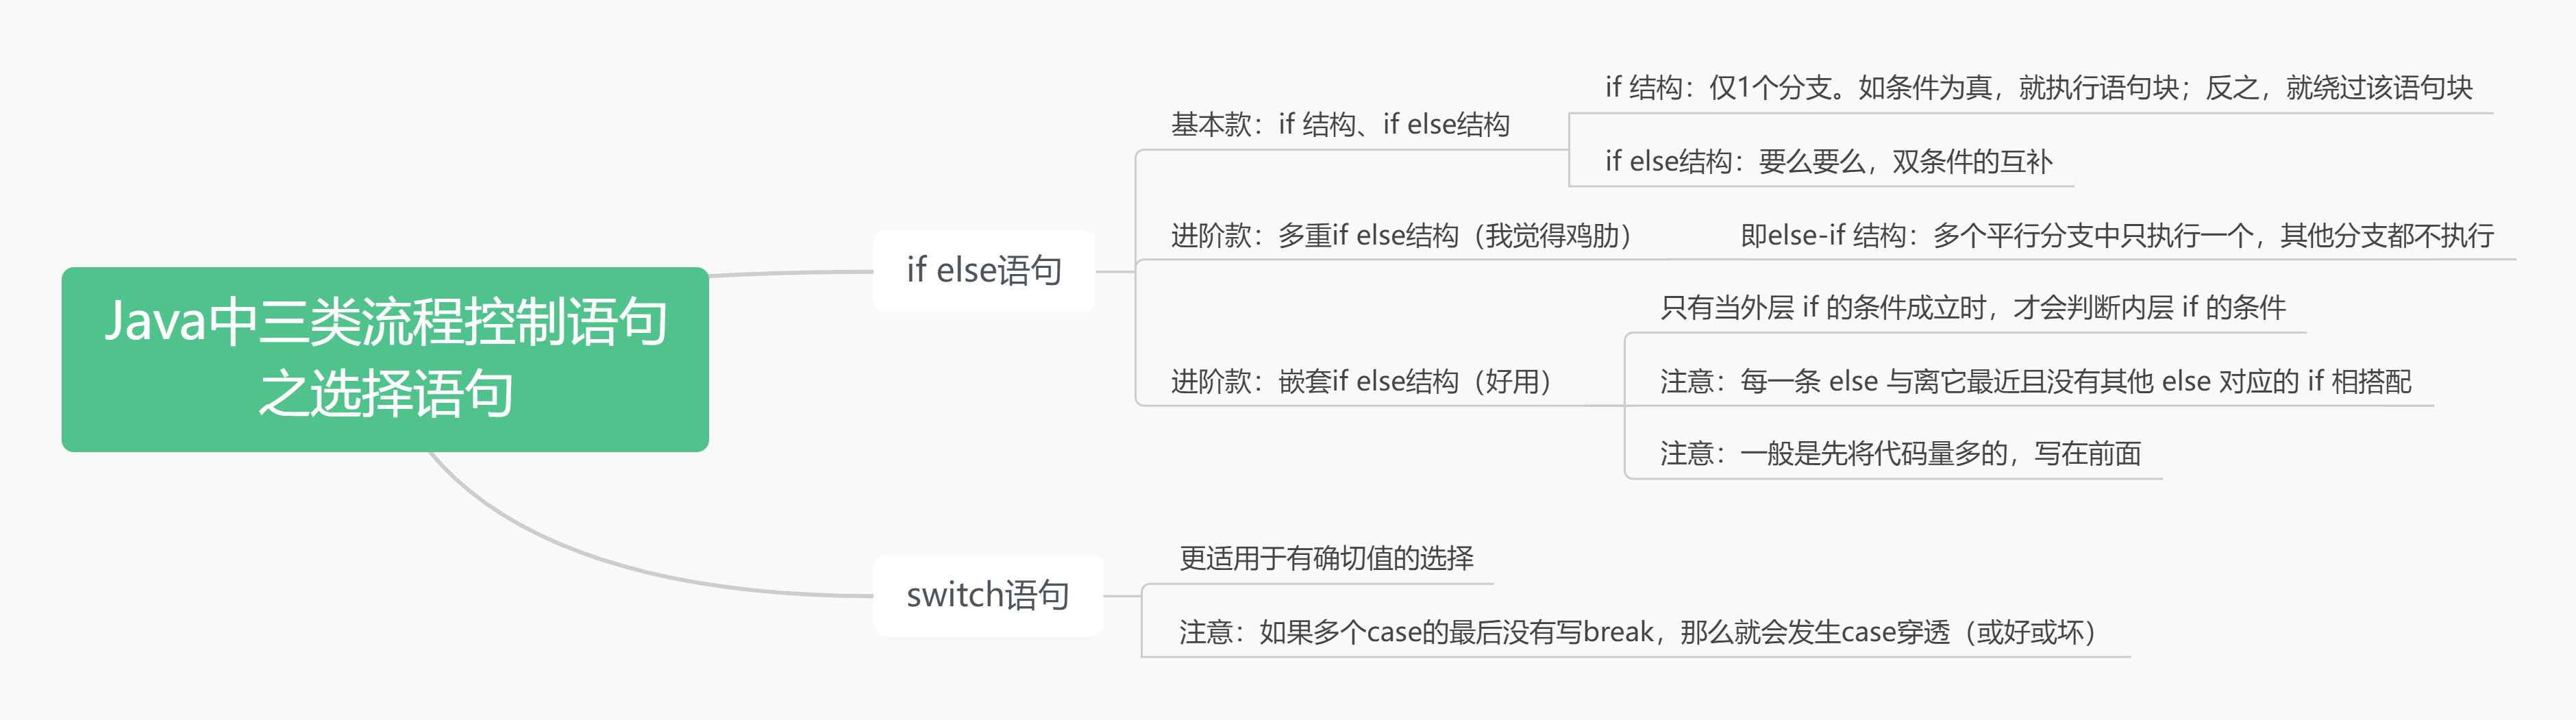 Java中三类流程控制语句
之选择语句
if else语句
基本款：if 结构、if else结构
if 结构：仅1个分支。如条件为真，就执行语句块；反之，就绕过该语句块
if else结构：要么要么，双条件的互补
进阶款：多重if else结构（我觉得鸡肋）
即else-if 结构：多个平行分支中只执行一个，其他分支都不执行
进阶款：嵌套if else结构（好用）
只有当外层 if 的条件成立时，才会判断内层 if 的条件
注意：每一条 else 与离它最近且没有其他 else 对应的 if 相搭配
注意：一般是先将代码量多的，写在前面
switch语句
更适用于有确切值的选择
注意：如果多个case的最后没有写break，那么就会发生case穿透（或好或坏）